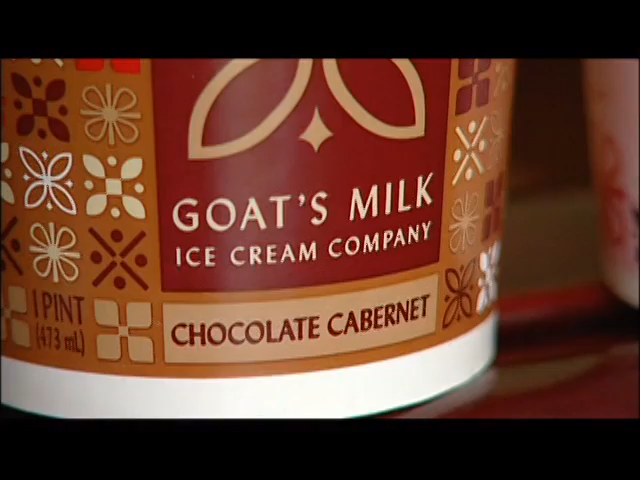 GOAT'S MILK
ICE CREAM COMPANY
1 PINT
(473 mL)
CHOCOLATE CABERNET